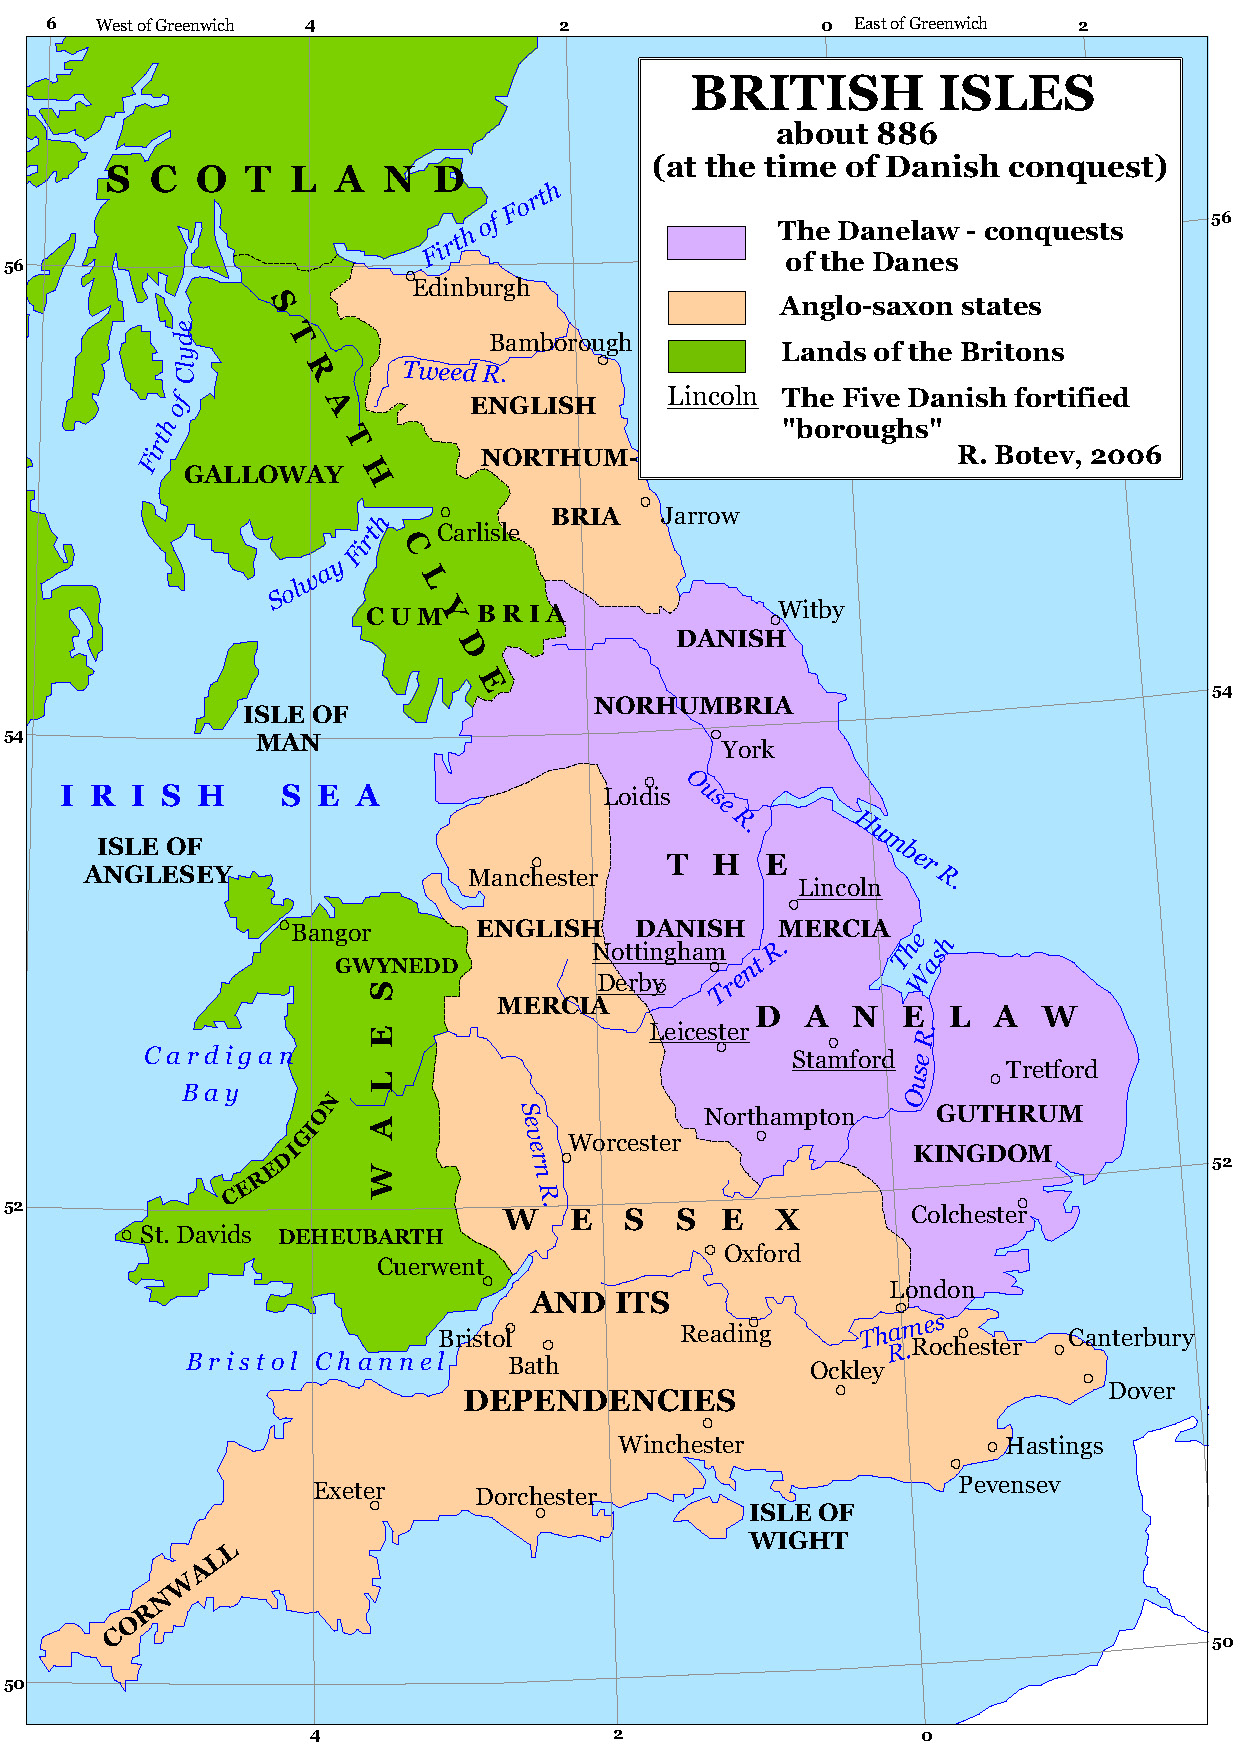 6 West of Greenwich 4 2 0 East of Greenwich 2
BRITISH ISLES
about 886
(at the time of Danish conquest)
The Danelaw - conquests
of the Danes
Anglo-saxon states
Lands of the Britons
Lincoln The Five Danish fortified
"boroughs"
R. Botev, 2006
SCOTLAND
Firth of Forth
56
56
Edinburgh
STRATH
CLYDE
Firth of Clyde
Bamborough
Tweed R.
ENGLISH
NORTHUM-
BRIA
GALLOWAY
Jarrow
Carlisle
Solway Firth
CUMBRIA
Witby
DANISH
NORHUMBRIA
54
54
ISLE OF
MAN
York
IRISH SEA
Loidis
Ouse R.
Humber R.
ISLE OF
ANGLESEY
THE
Manchester
Lincoln
Bangor
ENGLISH
DANISH MERCIA
Nottingham
The
Wash
GWYNEDD
Derby
Trent R.
MERCIA
DANELAW
Leicester
WALES
Cardigan
Bay
Stamford
Ouse R.
Tretford
Northampton
GUTHRUM
KINGDOM
CEREDIGION
Severn R.
Worcester
52
52
WESSEX
Colchester
St. Davids
DEHEUBARTH
Cuerwent
Oxford
London
AND ITS
Bristol
Reading
Thames
R.
Rochester
Canterbury
Bristol Channel
Bath
Ockley
Dover
DEPENDENCIES
Winchester
Hastings
Pevensev
Exeter
Dorchester
ISLE OF
WIGHT
CORNWALL
50
50
4 2 0